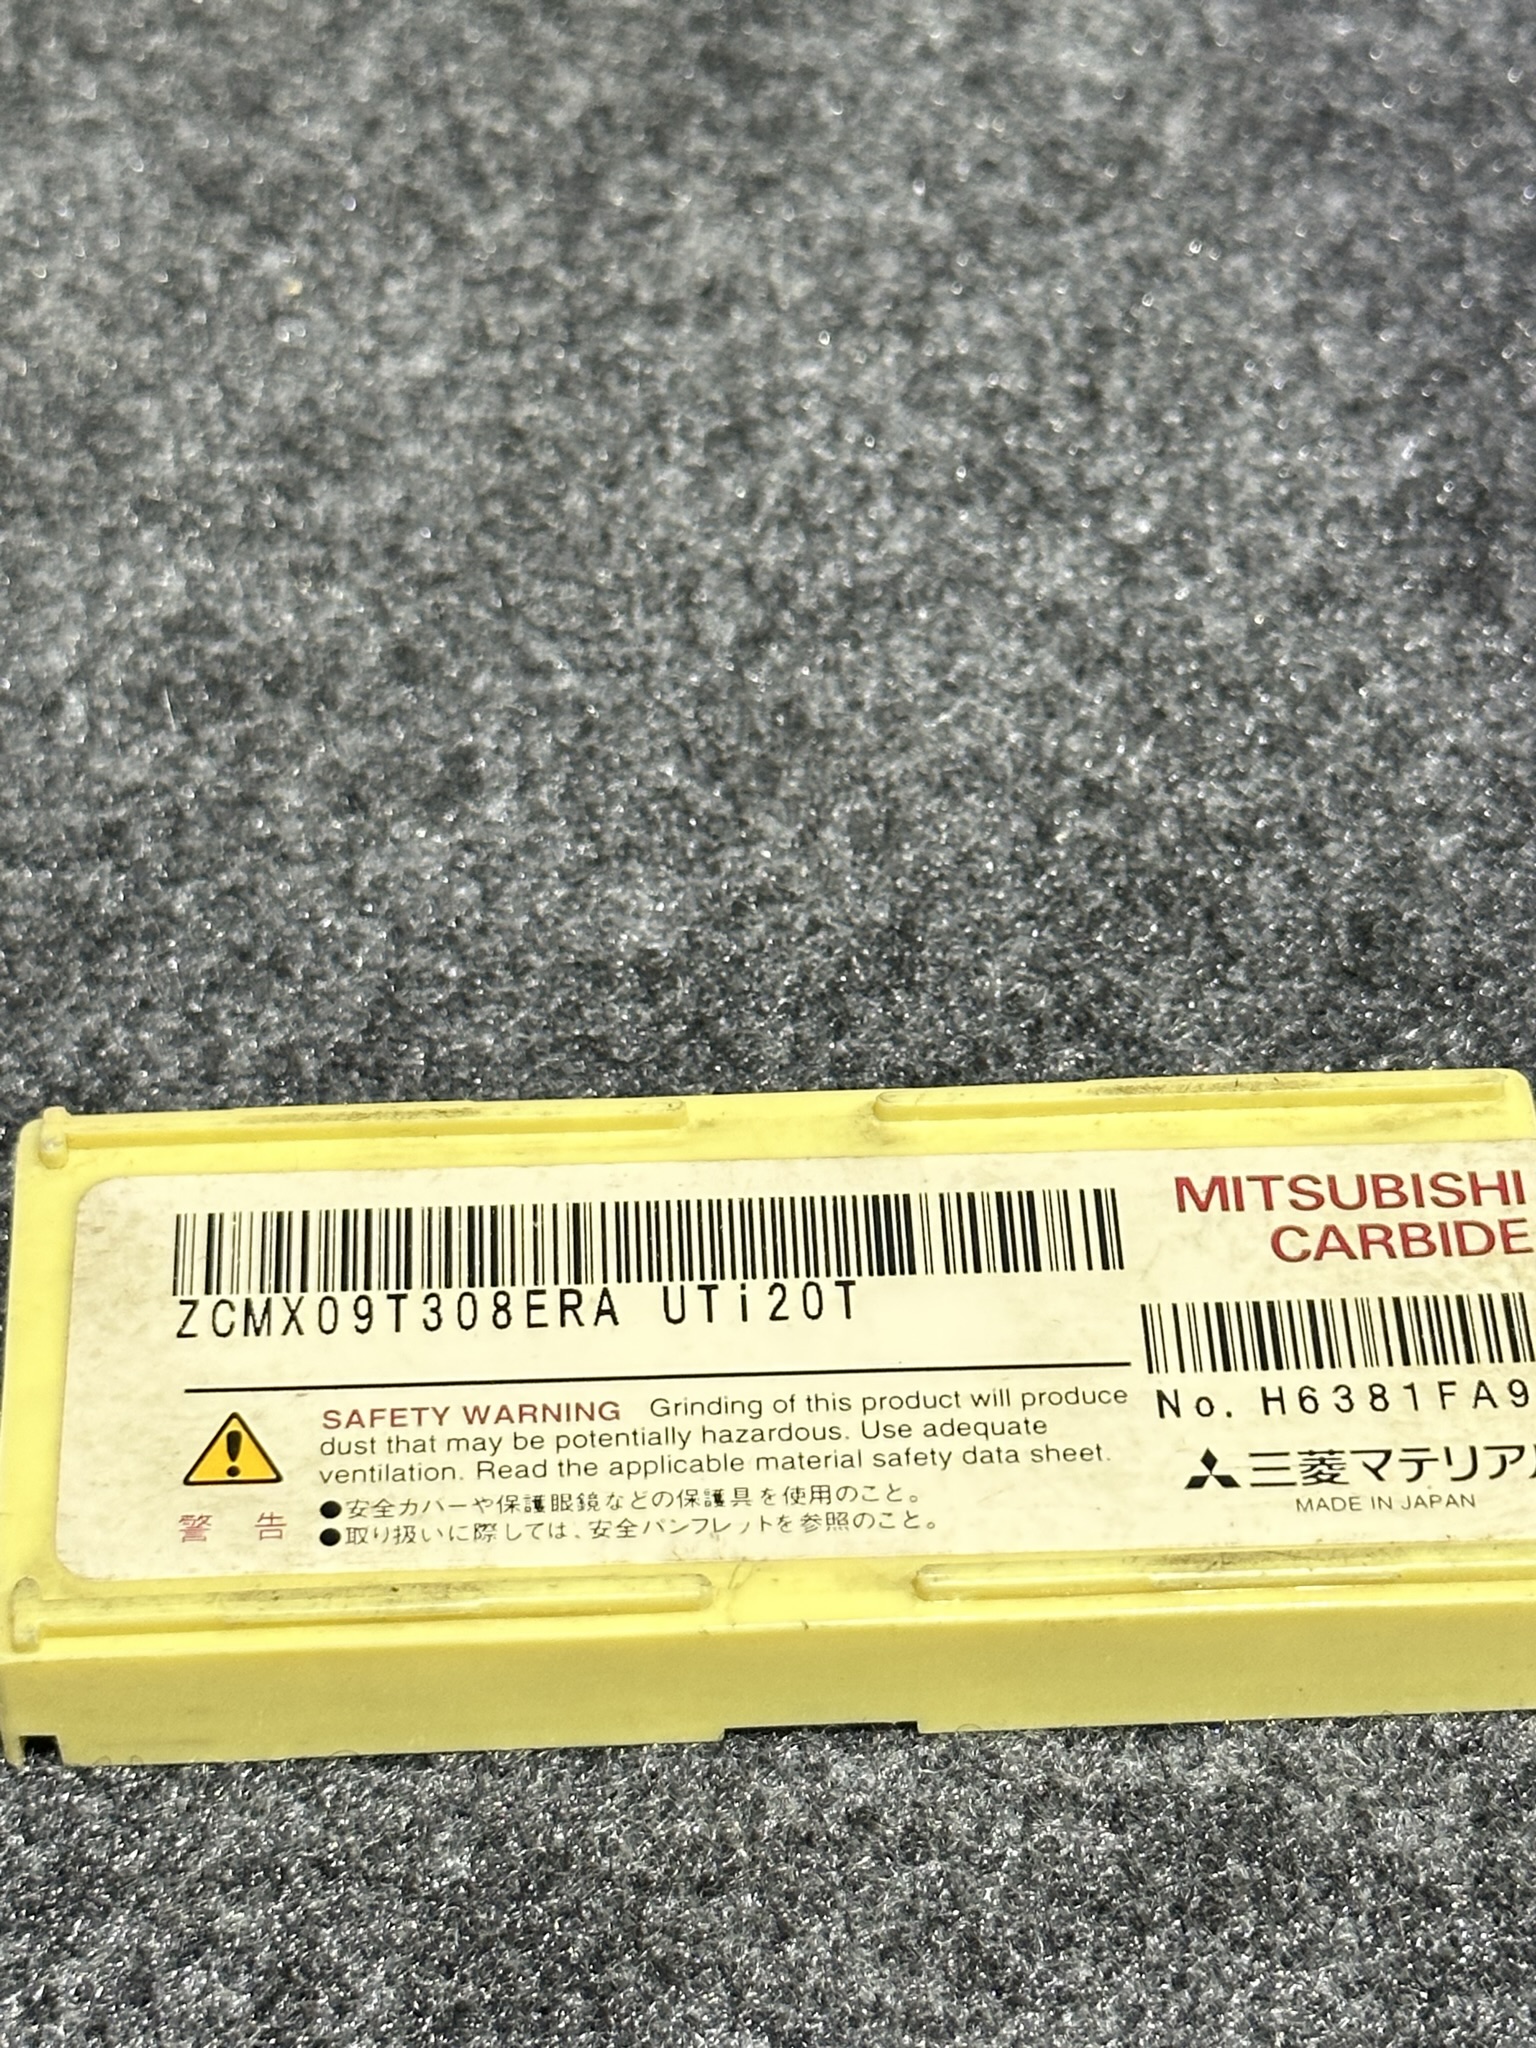 ZCMX09T308ERA UTi20T
SAFETY WARNING Grinding of this product will produce
dust that may be potentially hazardous. Use adequate
ventilation. Read the applicable material safety data sheet.
警 告
●安全カバーや保護眼鏡などの保護具を使用のこと。
●取り扱いに際しては、安全パンフレットを参照のこと。
MITSUBISHI
CARBIDE
No. H6381FA9
三菱マテリアル
MADE IN JAPAN